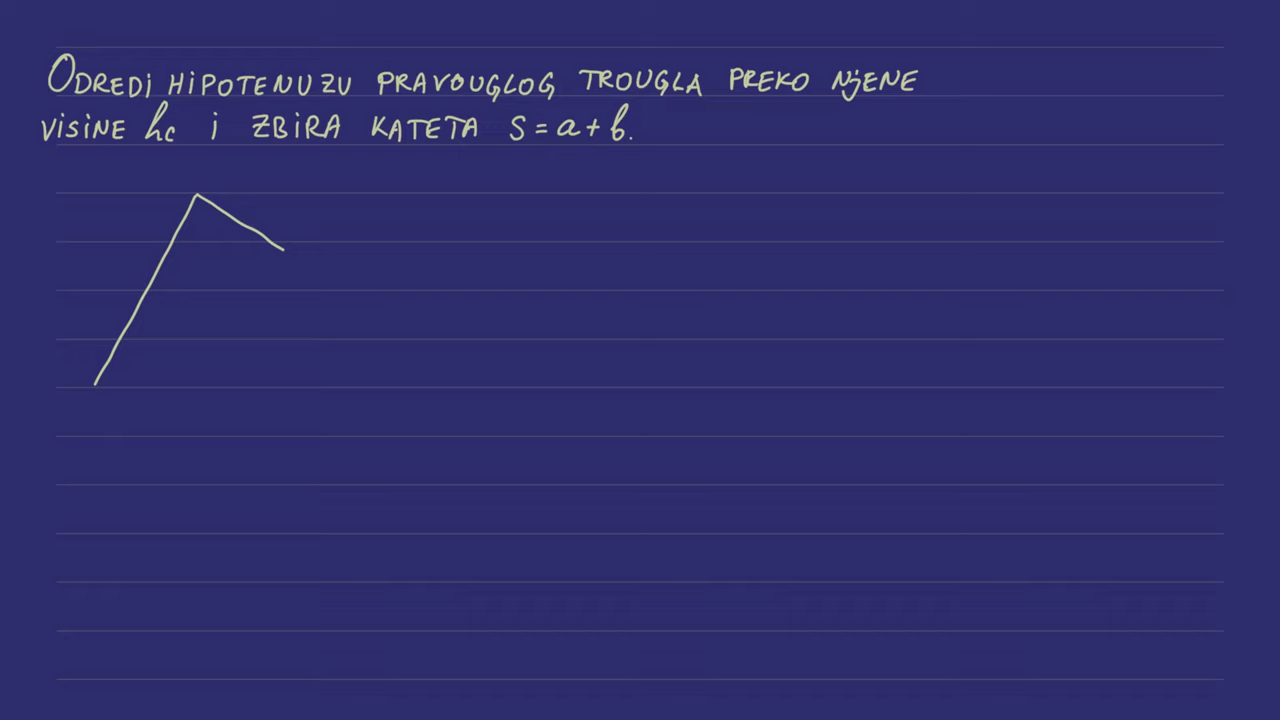 ODREDI HIPOTENUZU PRAVOUGLOG TROUGLA PREKO NJENE
VISINE hc i ZBIRA KATETA S = a + b.